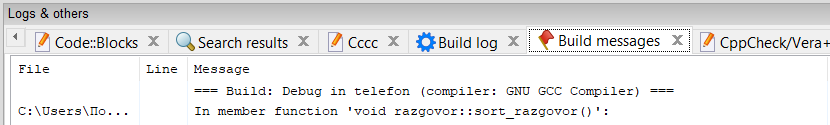 Logs & others
Code::Blocks Search results Cccc Build log Build messages CppCheck/Vera+
File Line Message
=== Build: Debug in telefon (compiler: GNU GCC Compiler) ===
C:\Users\По... In member function 'void razgovor::sort_razgovor()':